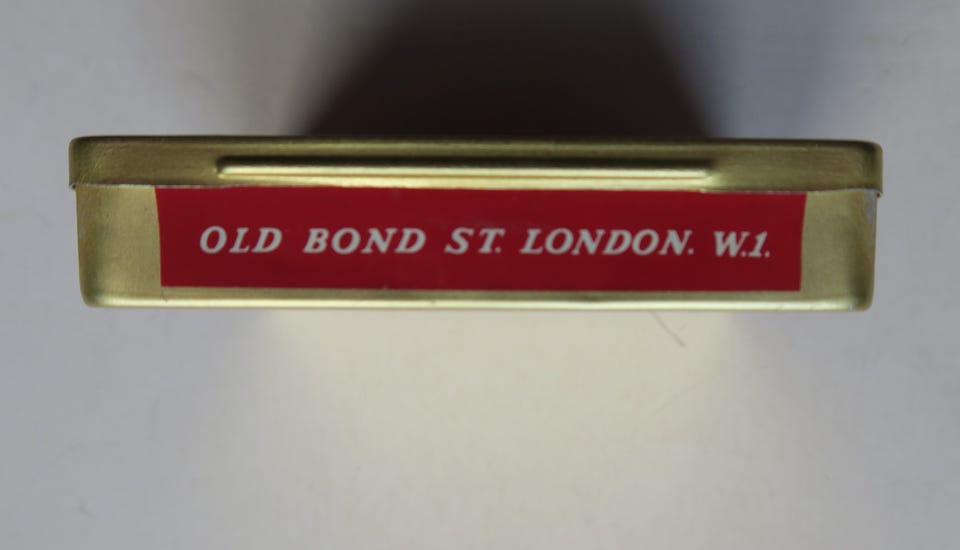 OLD BOND ST. LONDON. W.1.